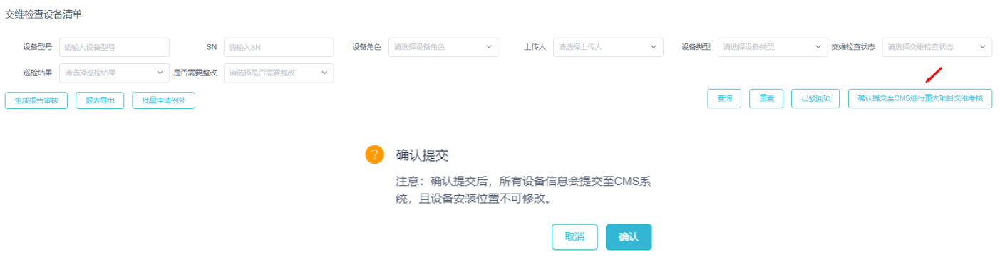 交维检查设备清单
设备型号 请输入设备型号 SN 请输入SN 设备角色 请选择设备角色 上传人 请选择上传人 设备类型 请选择设备类型 交维检查状态 请选择交维检查状态
巡检结果 请选择巡检结果 是否需要整改 请选择是否需要整改
生成报告审核 报表导出 批量申请例外 查询 重置 已驳回项 确认提交至CMS进行重大项目交维考核
? 确认提交
注意：确认提交后，所有设备信息会提交至CMS系
统，且设备安装位置不可修改。
取消 确认